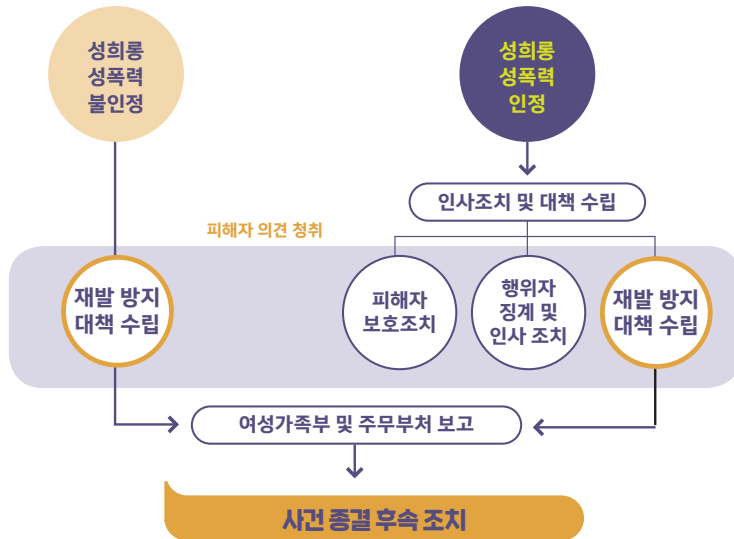 성희롱
성폭력
불인정
성희롱
성폭력
인정
인사조치 및 대책 수립
피해자 의견 청취
재발 방지
대책 수립
피해자
보호조치
행위자
징계 및
인사 조치
재발 방지
대책 수립
여성가족부 및 주무부처 보고
사건 종결 후속 조치